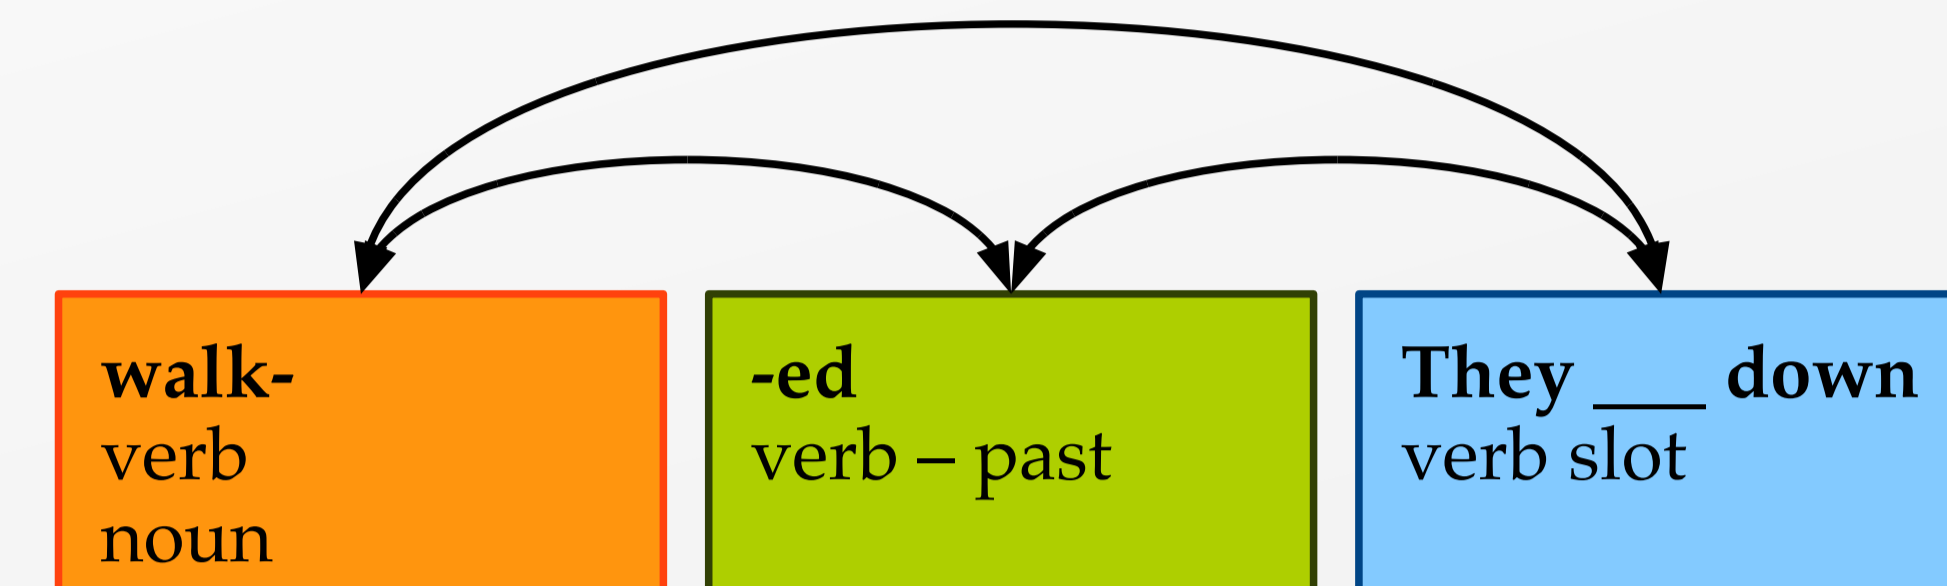 walk-
verb
noun
-ed
verb – past
They ___ down
verb slot